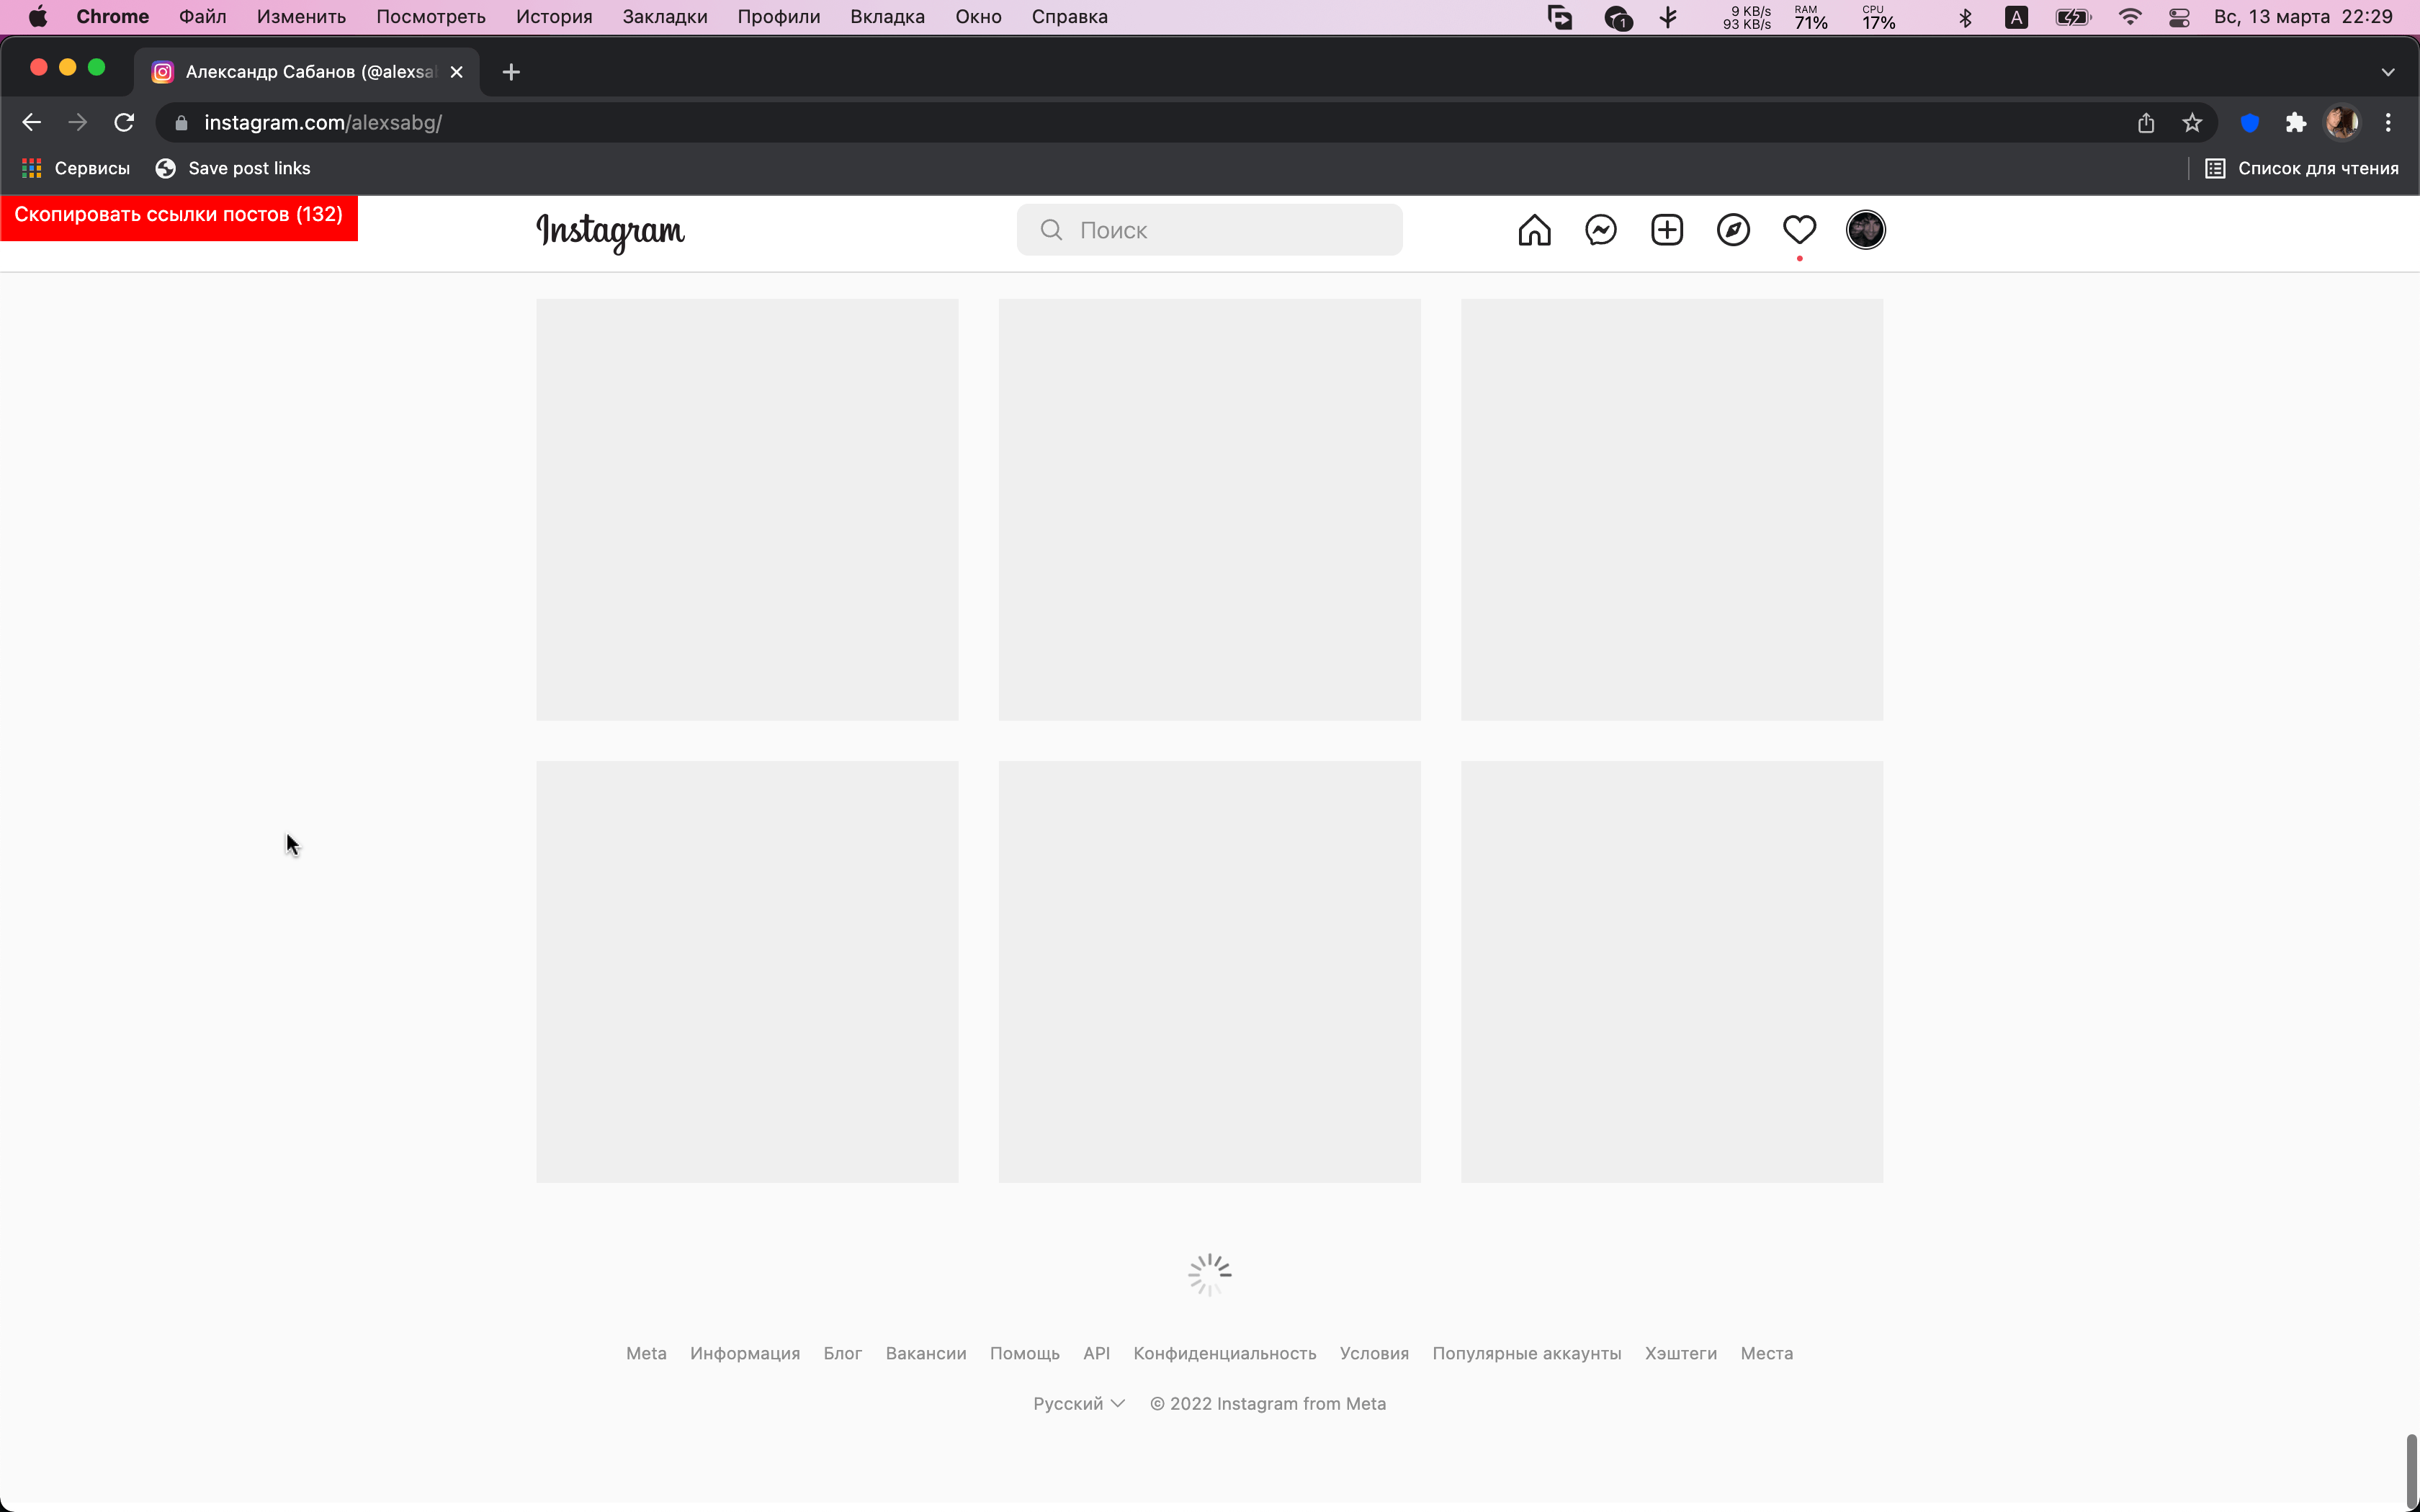 Chrome Файл Изменить Посмотреть История Закладки Профили Вкладка Окно Справка 1 9 KB/s 93 KB/s RAM 71% CPU 17% A Вс, 13 марта 22:29
Александр Сабанов (@alexsa
instagram.com/alexsabg/
Сервисы Save post links Список для чтения
Скопировать ссылки постов (132)
Instagram Поиск
Meta Информация Блог Вакансии Помощь API Конфиденциальность Условия Популярные аккаунты Хэштеги Места
Русский © 2022 Instagram from Meta